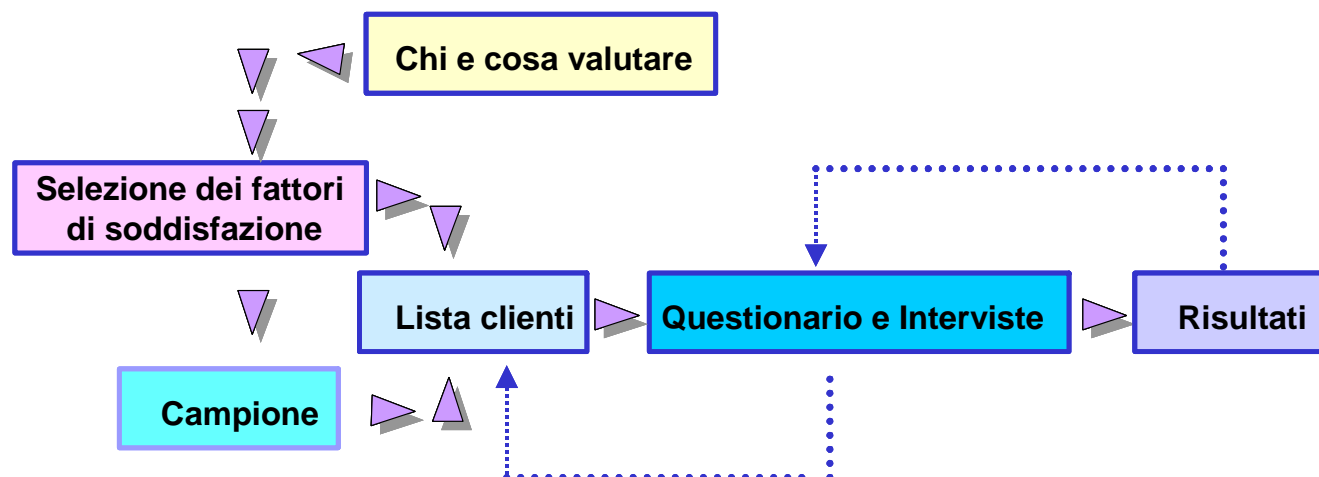 Chi e cosa valutare
Selezione dei fattori
di soddisfazione
Lista clienti
Questionario e Interviste
Risultati
Campione